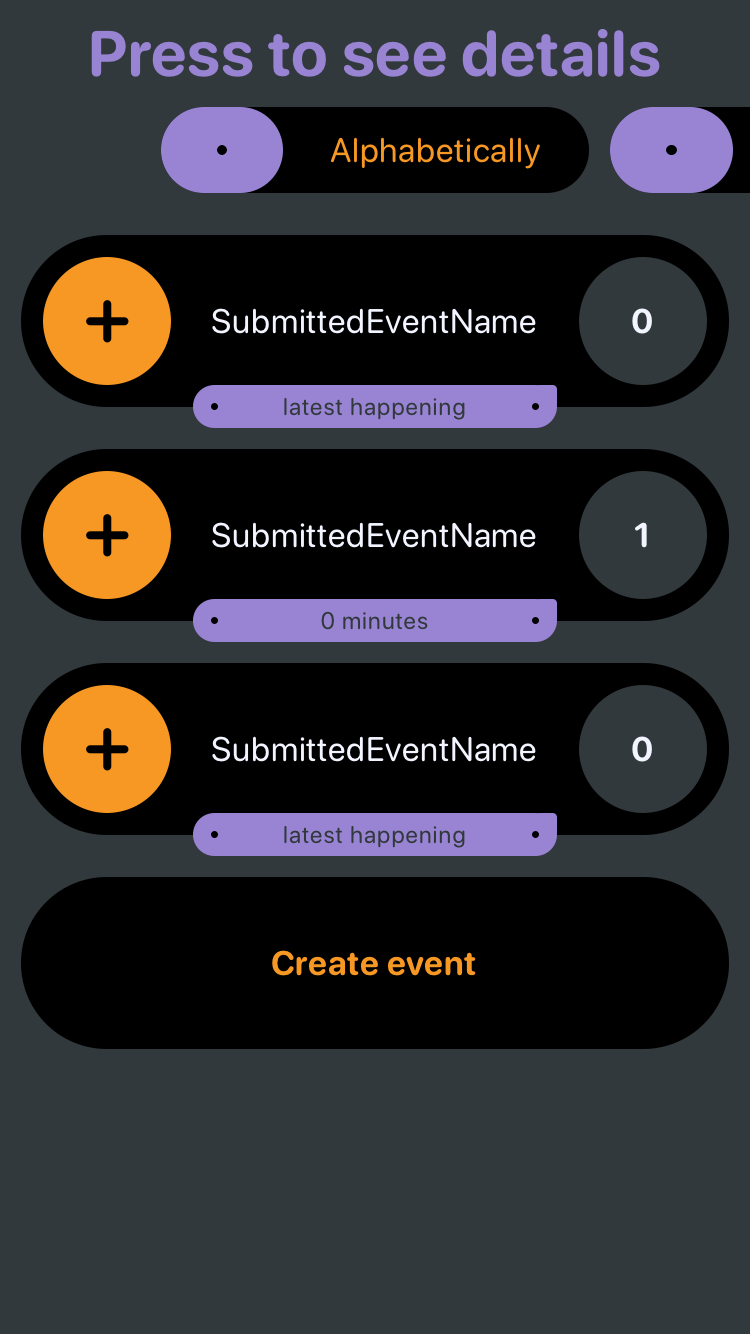 Press to see details
Alphabetically
SubmittedEventName
0
latest happening
SubmittedEventName
1
0 minutes
SubmittedEventName
0
latest happening
Create event